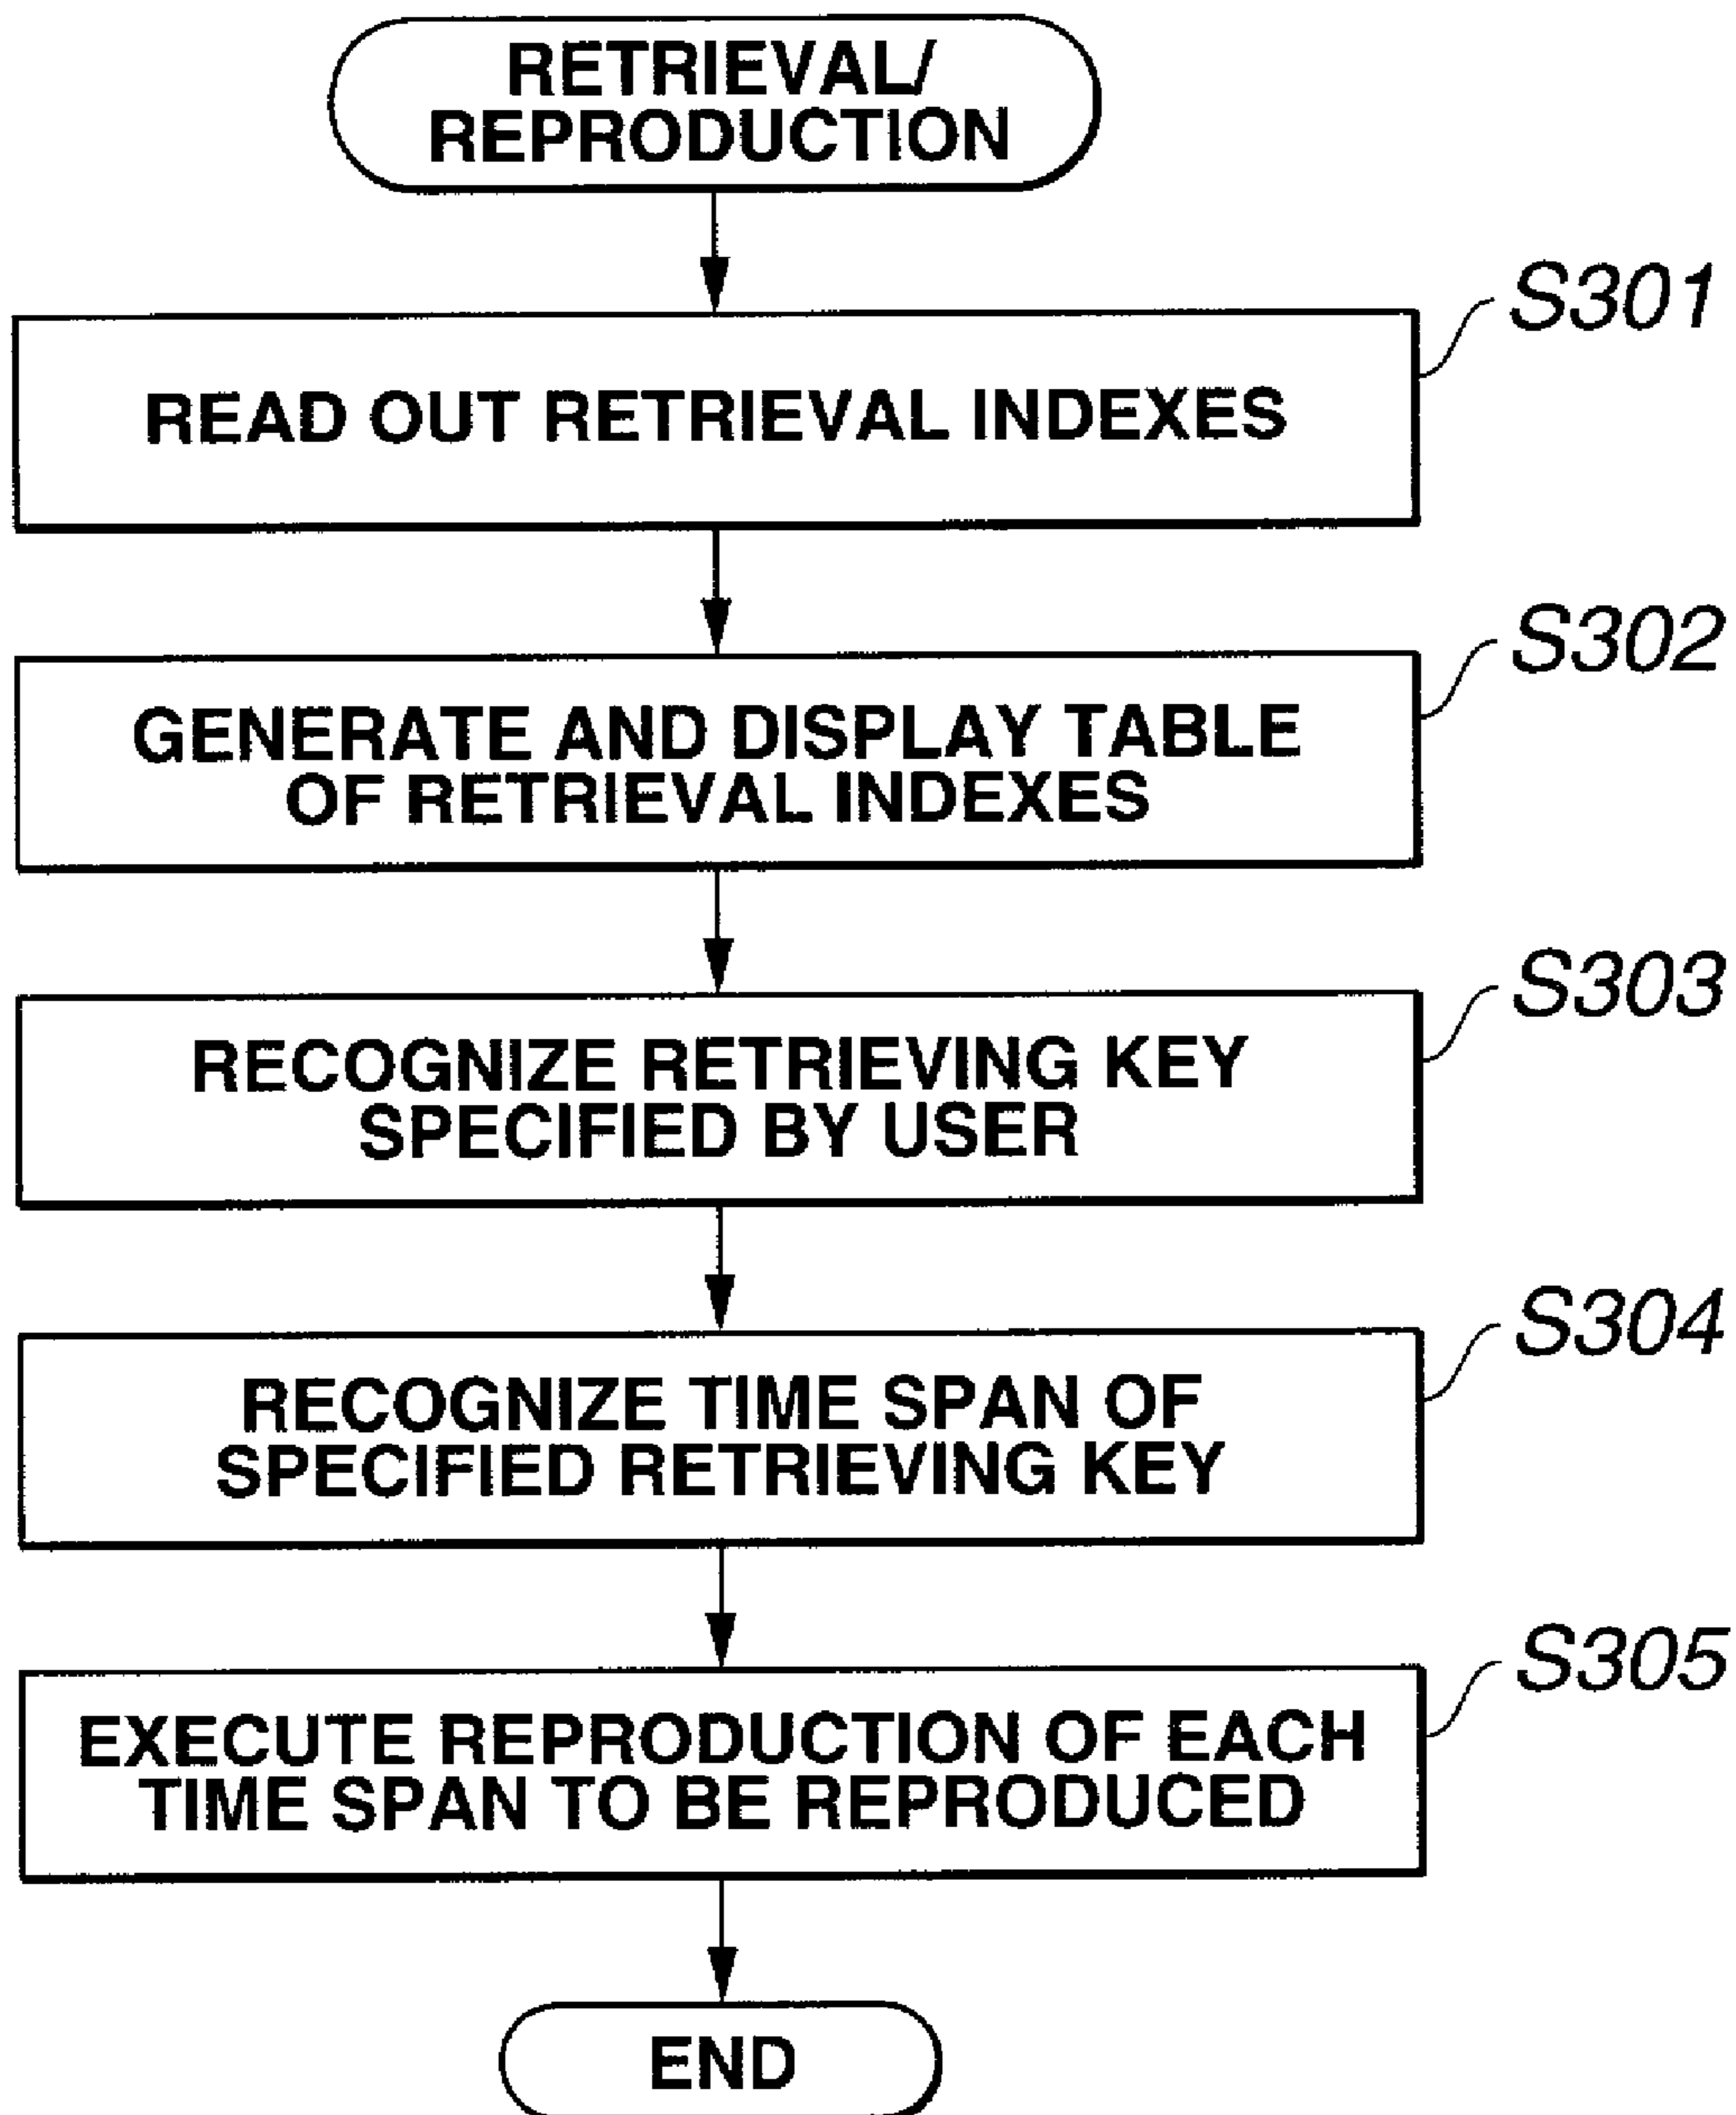 RETRIEVAL/
REPRODUCTION
S301
READ OUT RETRIEVAL INDEXES
S302
GENERATE AND DISPLAY TABLE
OF RETRIEVAL INDEXES
S303
RECOGNIZE RETRIEVING KEY
SPECIFIED BY USER
S304
RECOGNIZE TIME SPAN OF
SPECIFIED RETRIEVING KEY
S305
EXECUTE REPRODUCTION OF EACH
TIME SPAN TO BE REPRODUCED
END